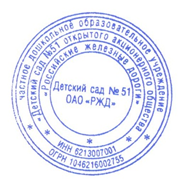 частное дошкольное образовательное учреждение
"Детский сад №51 открытого акционерного общества
"Российские железные дороги"
Детский сад № 51
ОАО «РЖД»
ИНН 6213007001
ОГРН 1046216002755